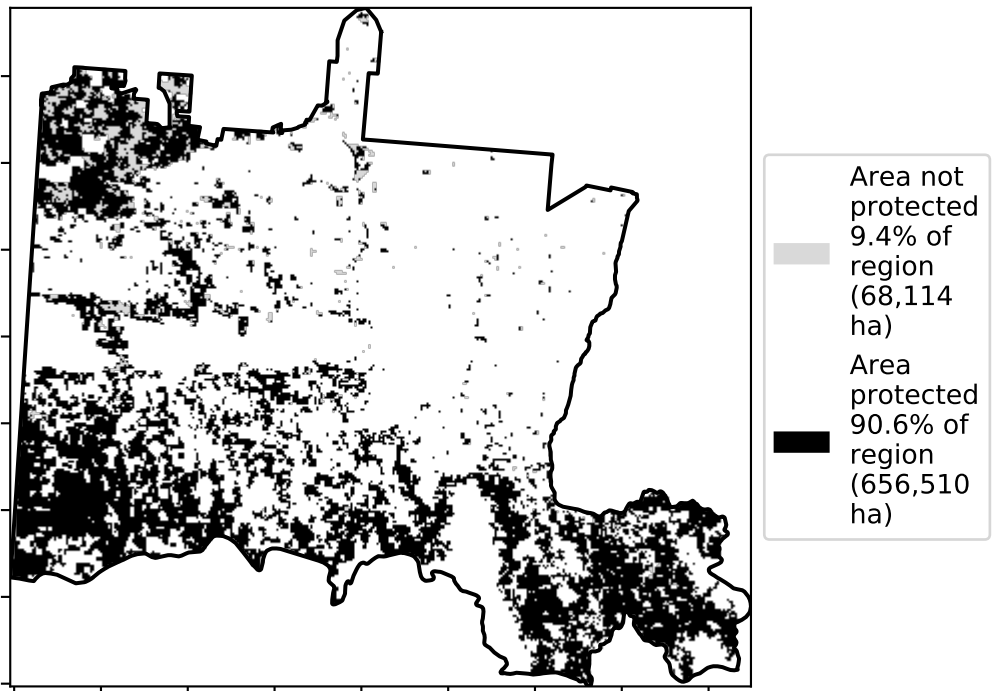 Area not
protected
9.4% of
region
(68,114
ha)
Area
protected
90.6% of
region
(656,510
ha)